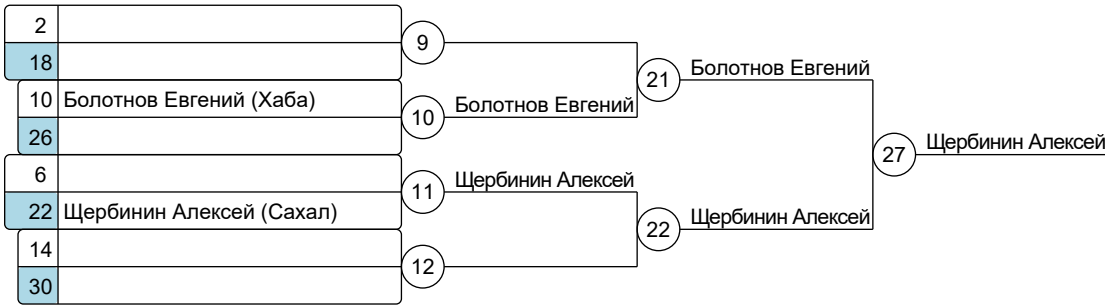 2
9
18
21 Болотнов Евгений
10 Болотнов Евгений (Хаба)
10 Болотнов Евгений
26
27 Щербинин Алексей
6
11 Щербинин Алексей
22 Щербинин Алексей (Сахал)
22 Щербинин Алексей
14
12
30